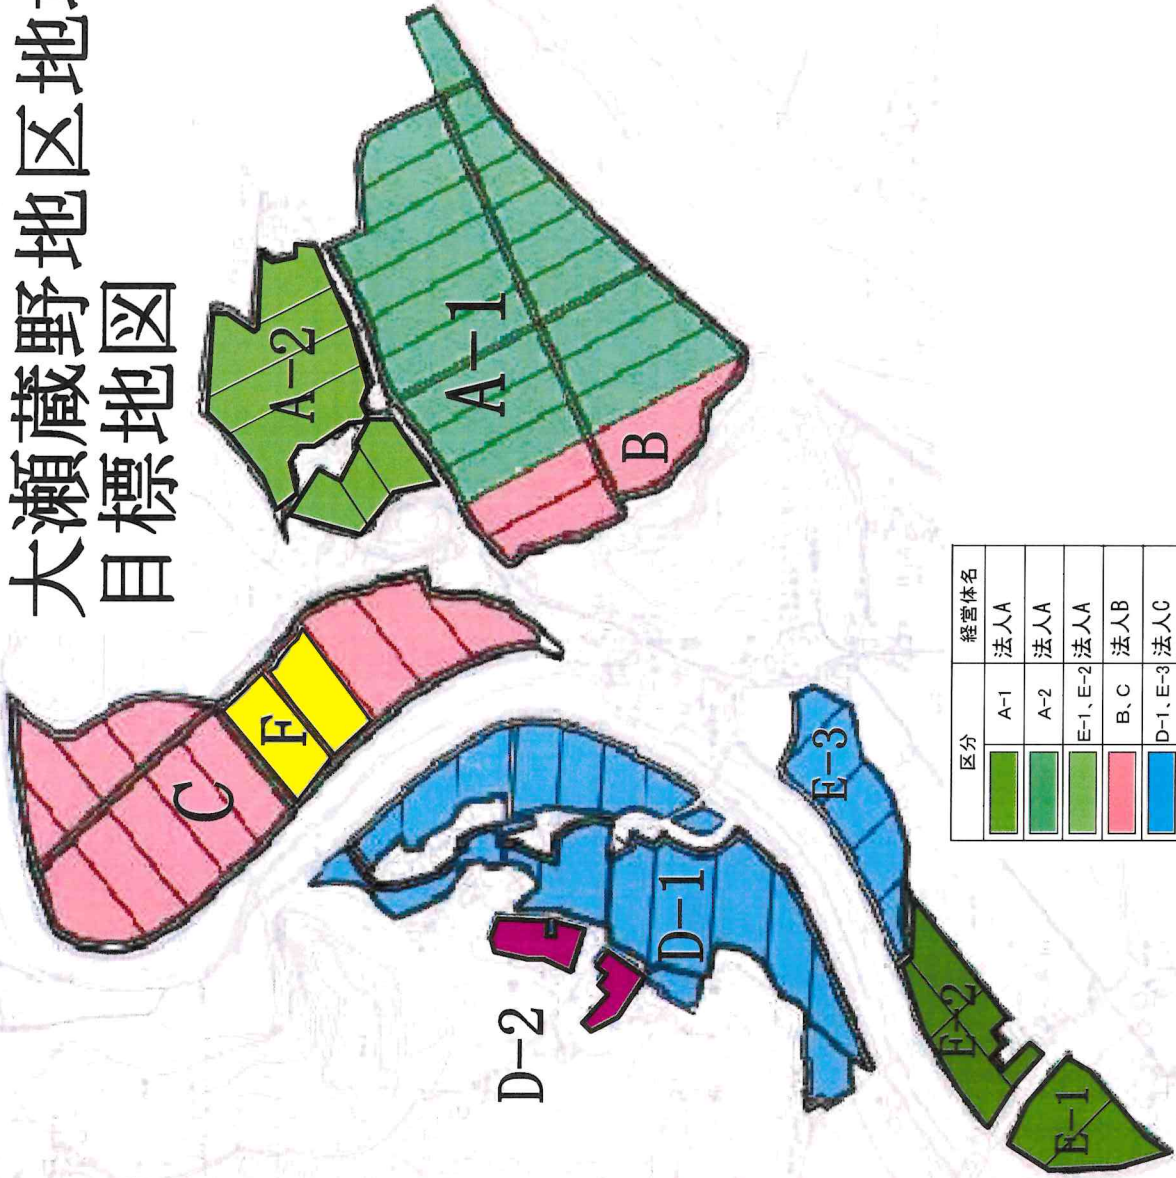 大瀬蔵野地区地
目標地図
A-2
A-1
B
C
F
E-3
D-1
D-2
E-2
E-1
区分 経営体名
A-1 法人A
A-2 法人A
E-1、E-2 法人A
B、C 法人B
D-1、E-3 法人C